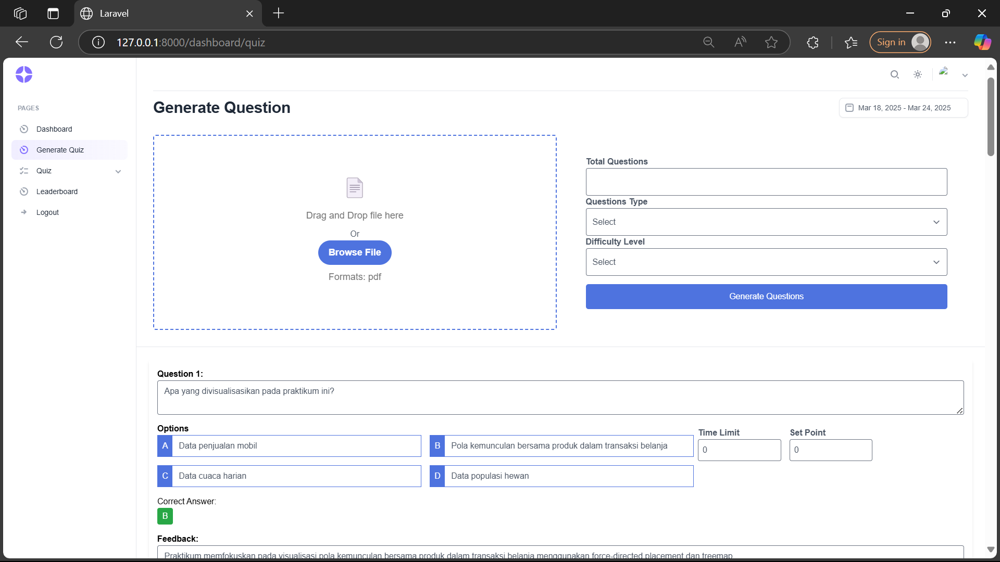 Laravel
127.0.0.1:8000/dashboard/quiz
A
Sign in
PAGES
Dashboard
Generate Quiz
Quiz
Leaderboard
Logout
Generate Question
Mar 18, 2025 - Mar 24, 2025
Drag and Drop file here
Or
Browse File
Formats: pdf
Total Questions
Questions Type
Select
Difficulty Level
Select
Generate Questions
Question 1:
Apa yang divisualisasikan pada praktikum ini?
Options
A Data penjualan mobil
B Pola kemunculan bersama produk dalam transaksi belanja
C Data cuaca harian
D Data populasi hewan
Time Limit
0
Set Point
0
Correct Answer:
B
Feedback:
Praktikum memfokuskan pada visualisasi pola kemunculan bersama produk dalam transaksi belanja menggunakan force-directed placement dan treemap